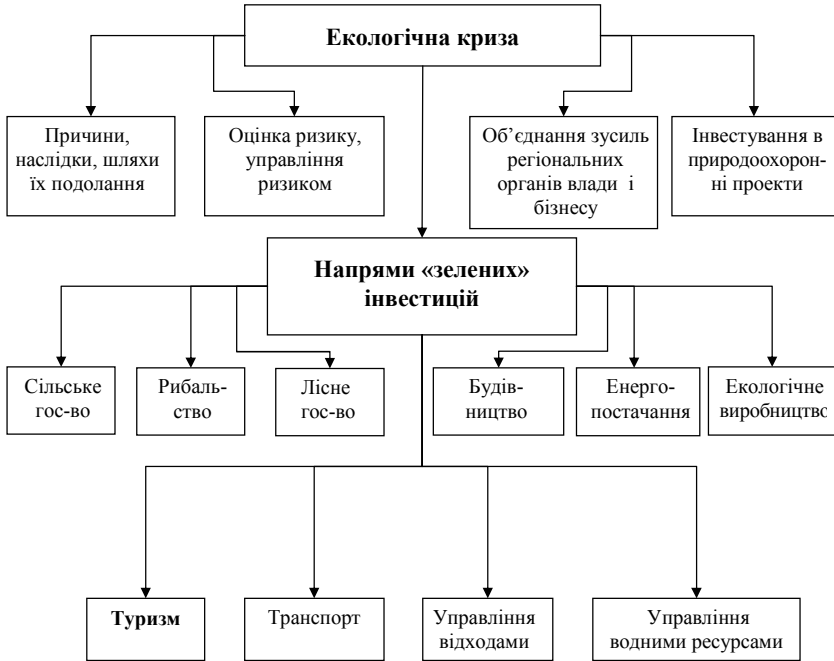 Екологічна криза
Причини,
наслідки, шляхи
їх подолання
Оцінка ризику,
управління
ризиком
Об’єднання зусиль
регіональних
органів влади і
бізнесу
Інвестування в
природоохорон-
ні проекти
Напрями «зелених»
інвестицій
Сільське
гос-во
Рибаль-
ство
Лісне
гос-во
Будів-
ництво
Енерго-
постачання
Екологічне
виробництво
Туризм
Транспорт
Управління
відходами
Управління
водними ресурсами